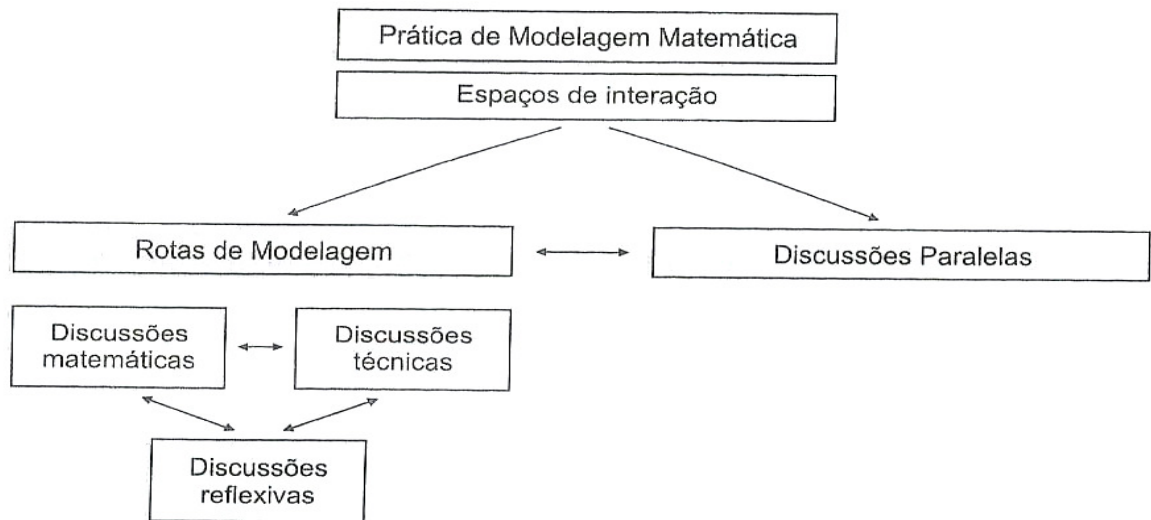 Prática de Modelagem Matemática
Espaços de interação
Rotas de Modelagem
Discussões Paralelas
Discussões
matemáticas
Discussões
técnicas
Discussões
reflexivas